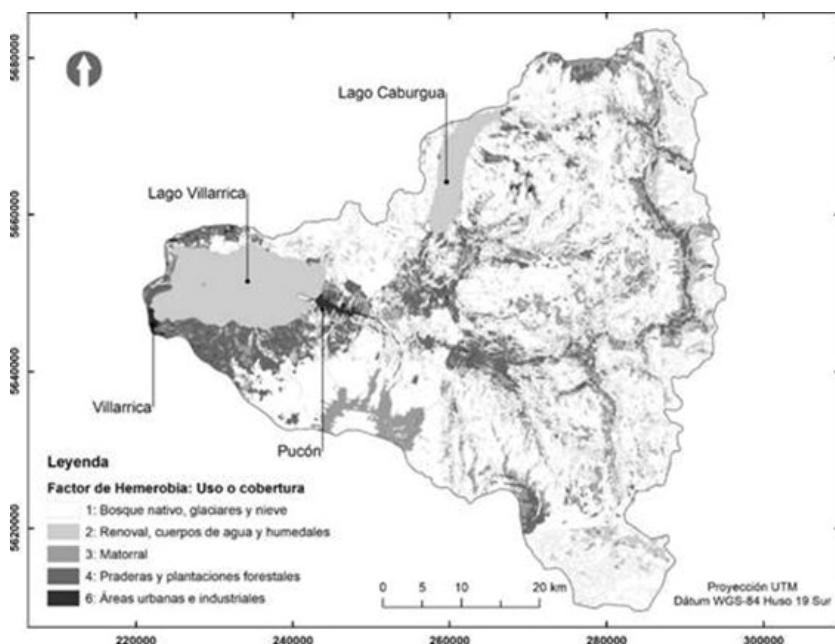 5680000
5660000
5640000
5620000
Lago Caburgua
Lago Villarrica
Villarrica
Pucón
Leyenda
Factor de Hemerobia: Uso o cobertura
1: Bosque nativo, glaciares y nieve
2: Renoval, cuerpos de agua y humedales
3: Matorral
4: Praderas y plantaciones forestales
6: Áreas urbanas e industriales
0 5 10 20 km
Proyección UTM
Dátum WGS-84 Huso 19 Sur
220000 240000 260000 280000 300000